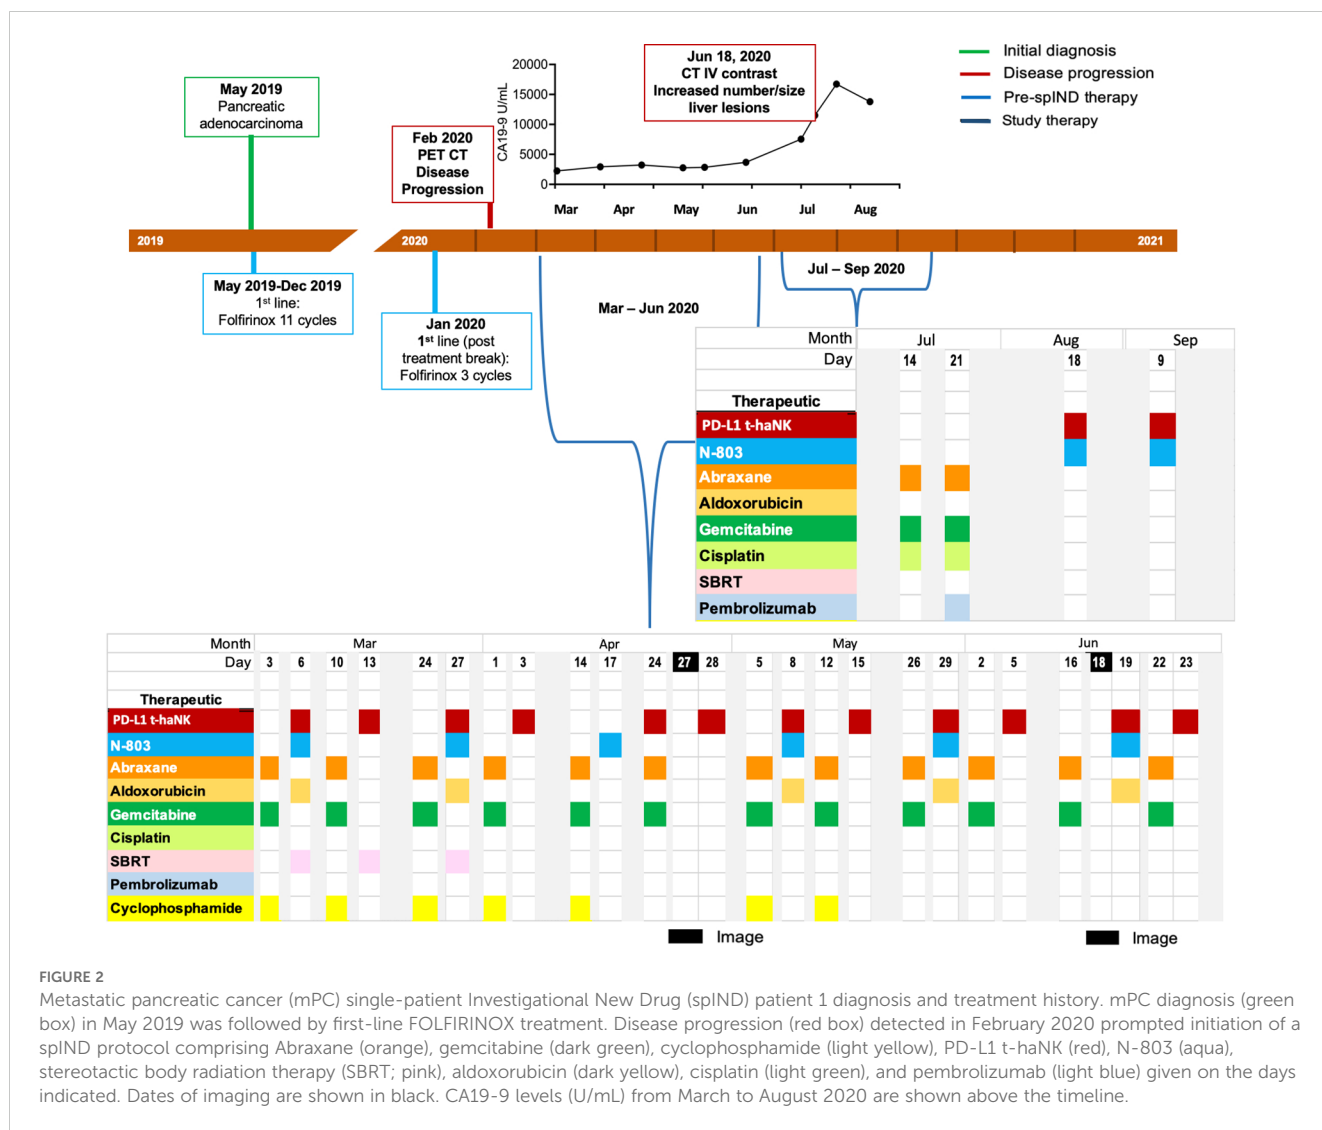 Initial diagnosis
Disease progression
Pre-spIND therapy
Study therapy
May 2019
Pancreatic
adenocarcinoma
Feb 2020
PET CT
Disease
Progression
CA19-9 U/mL
20000
15000
10000
5000
0
Jun 18, 2020
CT IV contrast
Increased number/size
liver lesions
Mar Apr May Jun Jul Aug
2019 2020 2021
May 2019-Dec 2019
1st line:
Folfirinox 11 cycles
Jan 2020
1st line (post
treatment break):
Folfirinox 3 cycles
Mar – Jun 2020
Jul – Sep 2020
Month Jul Aug Sep
Day 14 21 18 9
Therapeutic
PD-L1 t-haNK
N-803
Abraxane
Aldoxorubicin
Gemcitabine
Cisplatin
SBRT
Pembrolizumab
Month Mar Apr May Jun
Day 3 6 10 13 24 27 1 3 14 17 24 27 28 5 8 12 15 26 29 2 5 16 18 19 22 23
Therapeutic
PD-L1 t-haNK
N-803
Abraxane
Aldoxorubicin
Gemcitabine
Cisplatin
SBRT
Pembrolizumab
Cyclophosphamide
Image Image
FIGURE 2
Metastatic pancreatic cancer (mPC) single-patient Investigational New Drug (spIND) patient 1 diagnosis and treatment history. mPC diagnosis (green
box) in May 2019 was followed by first-line FOLFIRINOX treatment. Disease progression (red box) detected in February 2020 prompted initiation of a
spIND protocol comprising Abraxane (orange), gemcitabine (dark green), cyclophosphamide (light yellow), PD-L1 t-haNK (red), N-803 (aqua),
stereotactic body radiation therapy (SBRT; pink), aldoxorubicin (dark yellow), cisplatin (light green), and pembrolizumab (light blue) given on the days
indicated. Dates of imaging are shown in black. CA19-9 levels (U/mL) from March to August 2020 are shown above the timeline.